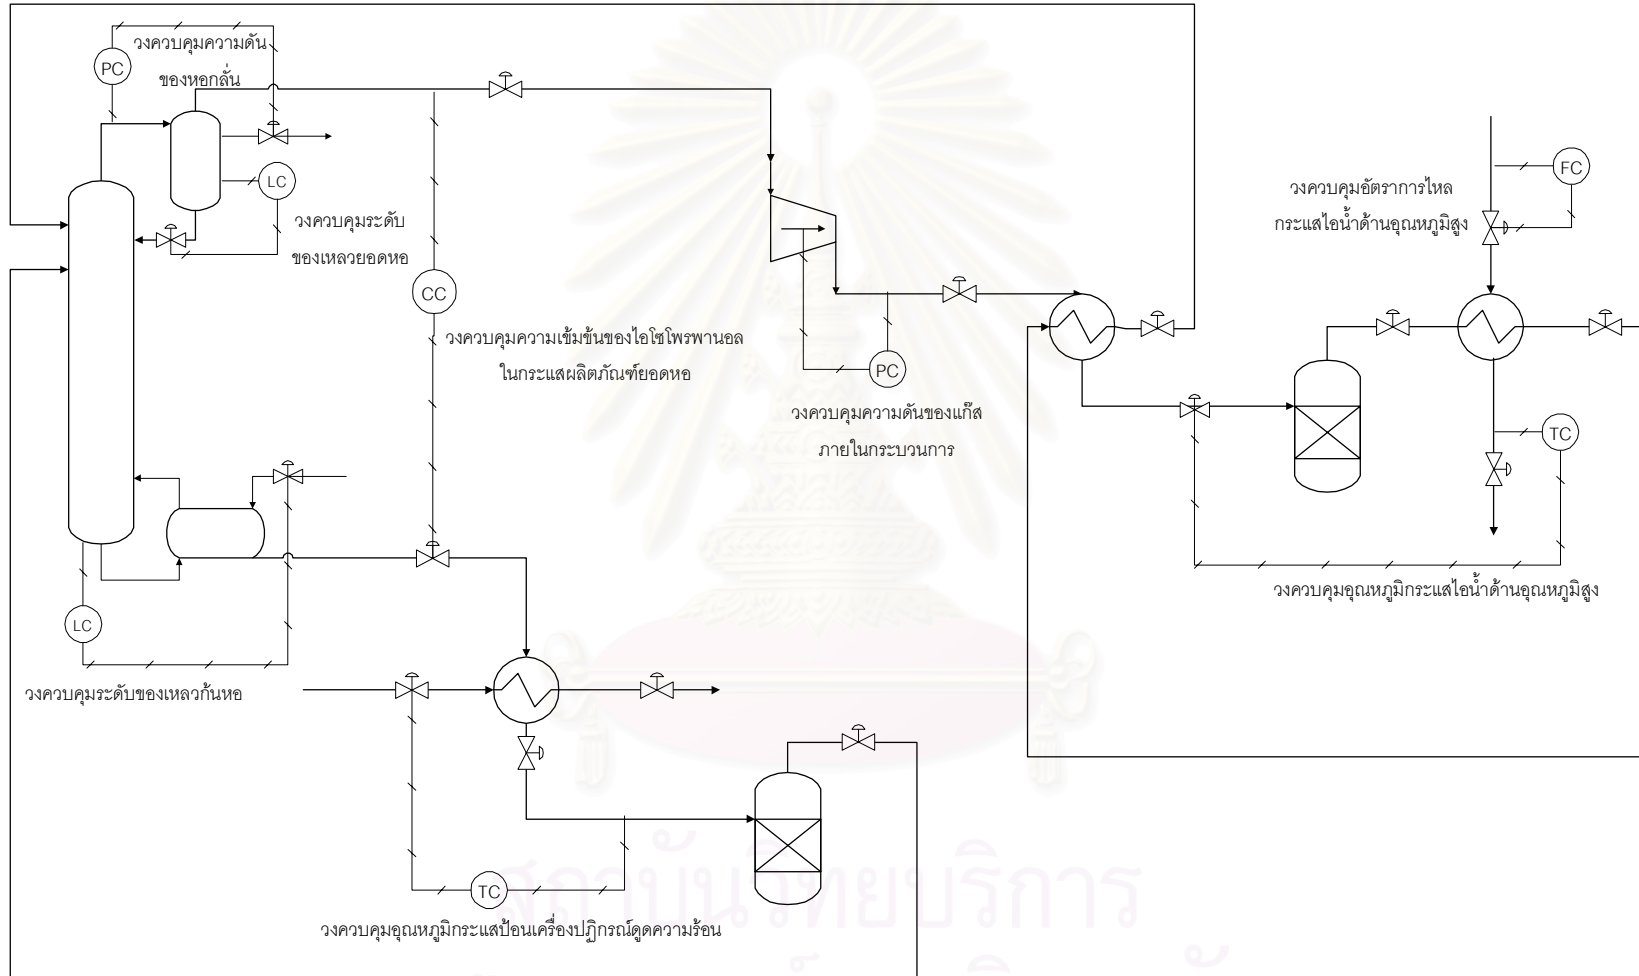 วงควบคุมความดัน
ของหอกลั่น
PC
LC
วงควบคุมระดับ
ของเหลวยอดหอ
CC
วงควบคุมความเข้มข้นของไอโซโพรพานอล
ในกระแสผลิตภัณฑ์ยอดหอ
PC
วงควบคุมความดันของแก๊ส
ภายในกระบวนการ
FC
วงควบคุมอัตราการไหล
กระแสไอน้ำด้านอุณหภูมิสูง
TC
วงควบคุมอุณหภูมิกระแสไอน้ำด้านอุณหภูมิสูง
LC
วงควบคุมระดับของเหลวก้นหอ
TC
วงควบคุมอุณหภูมิกระแสป้อนเครื่องปฏิกรณ์ดูดความร้อน
สถาบันวิทยบริการ